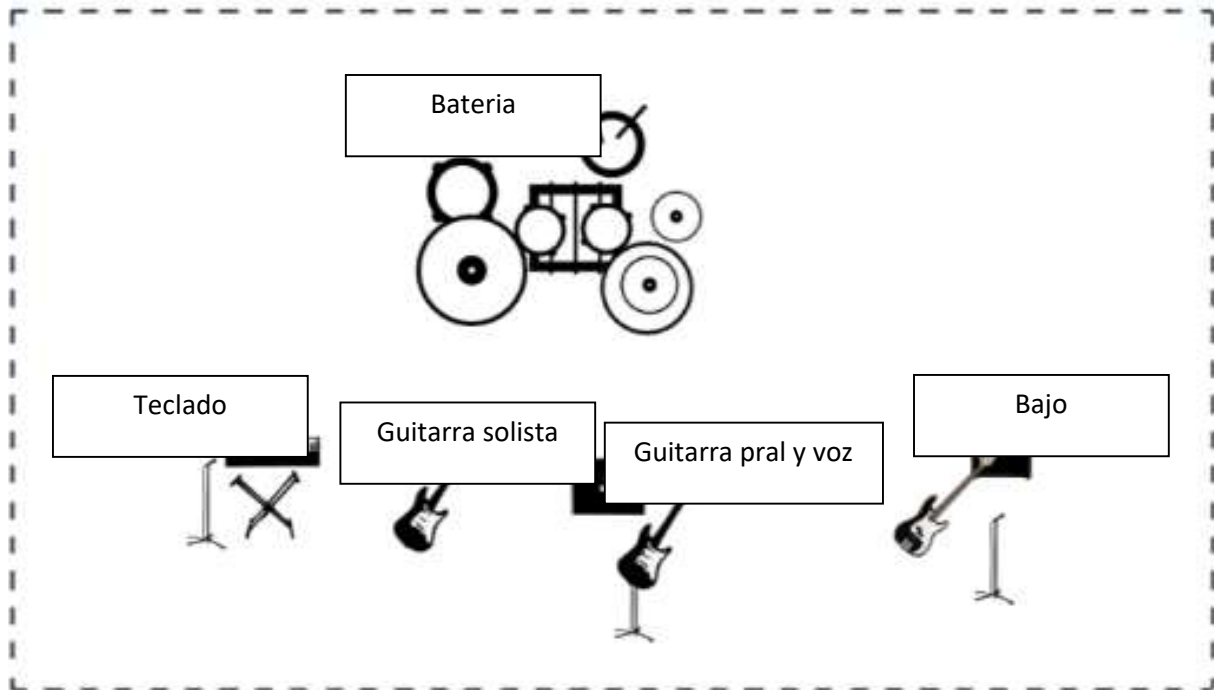 Bateria
Teclado
Guitarra solista
Guitarra pral y voz
Bajo